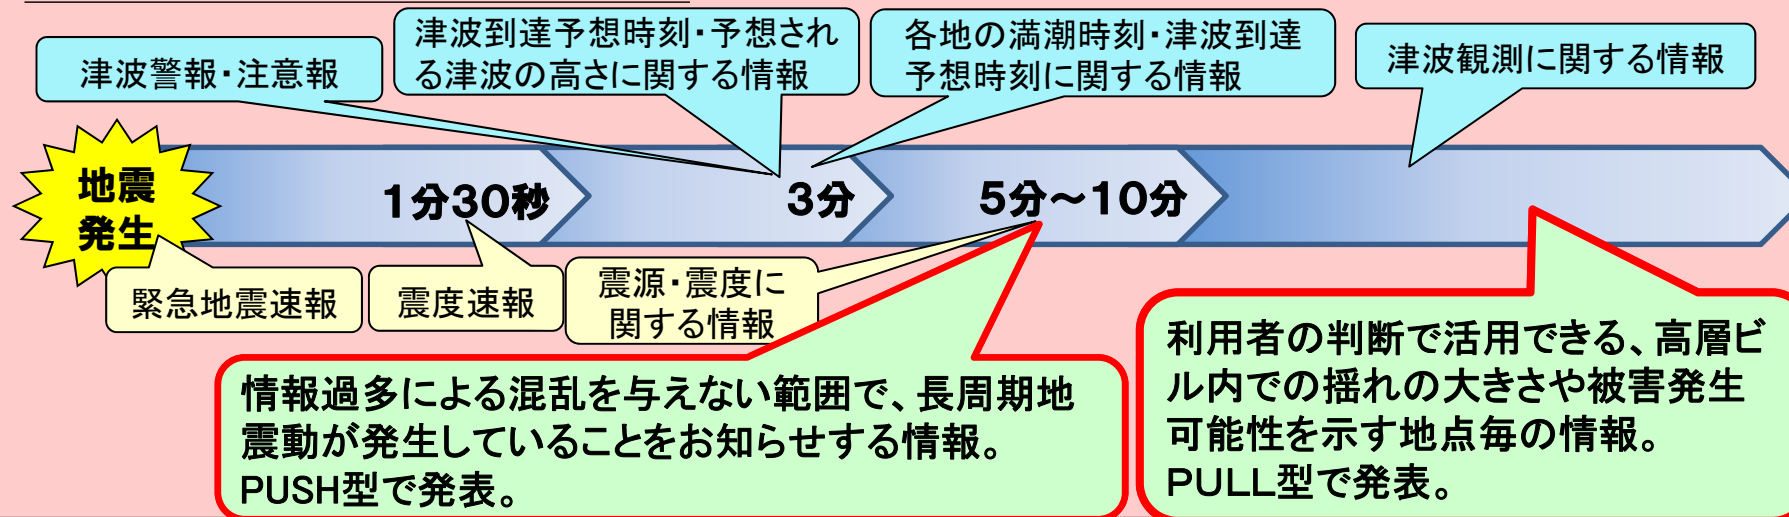 津波警報・注意報
津波到達予想時刻・予想され
る津波の高さに関する情報
各地の満潮時刻・津波到達
予想時刻に関する情報
津波観測に関する情報
地震
発生
1分30秒
3分
5分～10分
緊急地震速報
震度速報
震源・震度に
関する情報
情報過多による混乱を与えない範囲で、長周期地
震動が発生していることをお知らせする情報。
PUSH型で発表。
利用者の判断で活用できる、高層ビ
ル内での揺れの大きさや被害発生
可能性を示す地点毎の情報。
PULL型で発表。